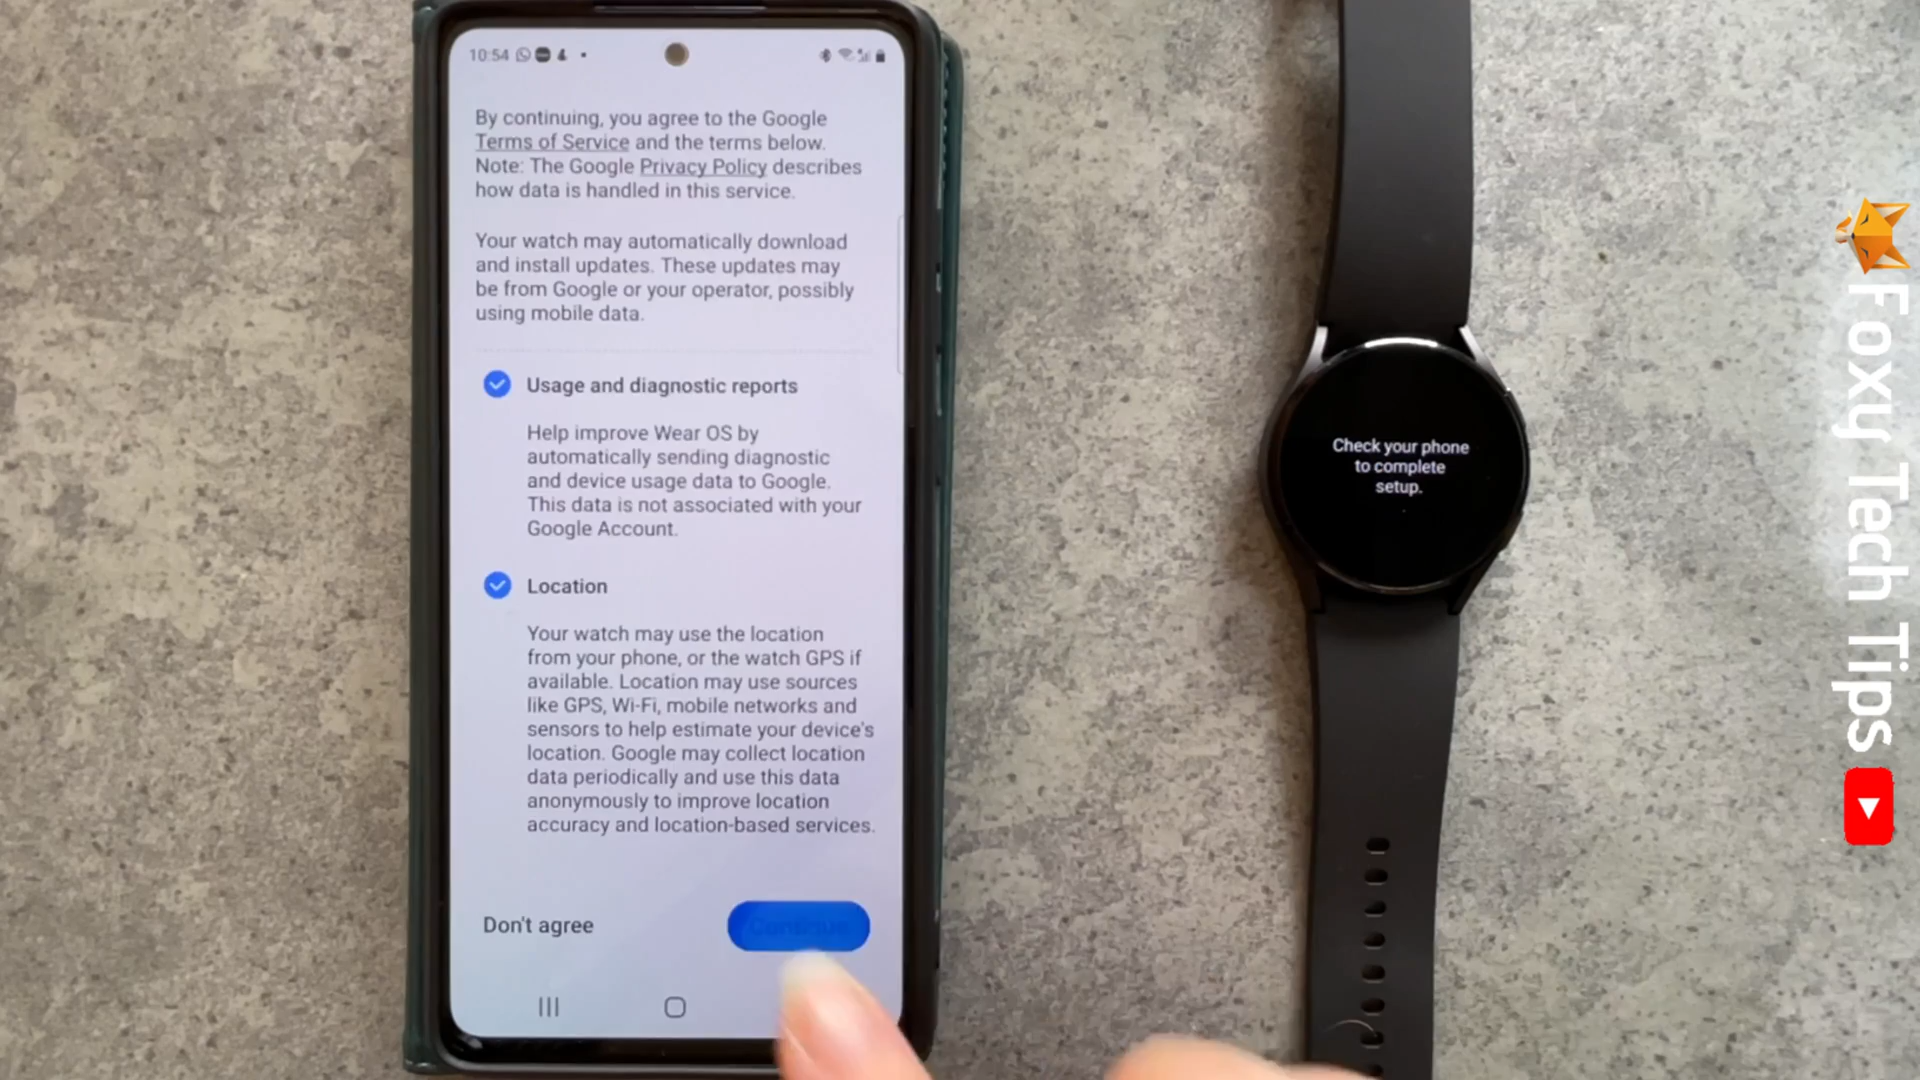 10:54
By continuing, you agree to the Google
Terms of Service and the terms below.
Note: The Google Privacy Policy describes
how data is handled in this service.
Your watch may automatically download
and install updates. These updates may
be from Google or your operator, possibly
using mobile data.
Usage and diagnostic reports
Help improve Wear OS by
automatically sending diagnostic
and device usage data to Google.
This data is not associated with your
Google Account.
Location
Your watch may use the location
from your phone, or the watch GPS if
available. Location may use sources
like GPS, Wi-Fi, mobile networks and
sensors to help estimate your device's
location. Google may collect location
data periodically and use this data
anonymously to improve location
accuracy and location-based services.
Don't agree
Continue
Check your phone
to complete
setup.
Foxy Tech Tips